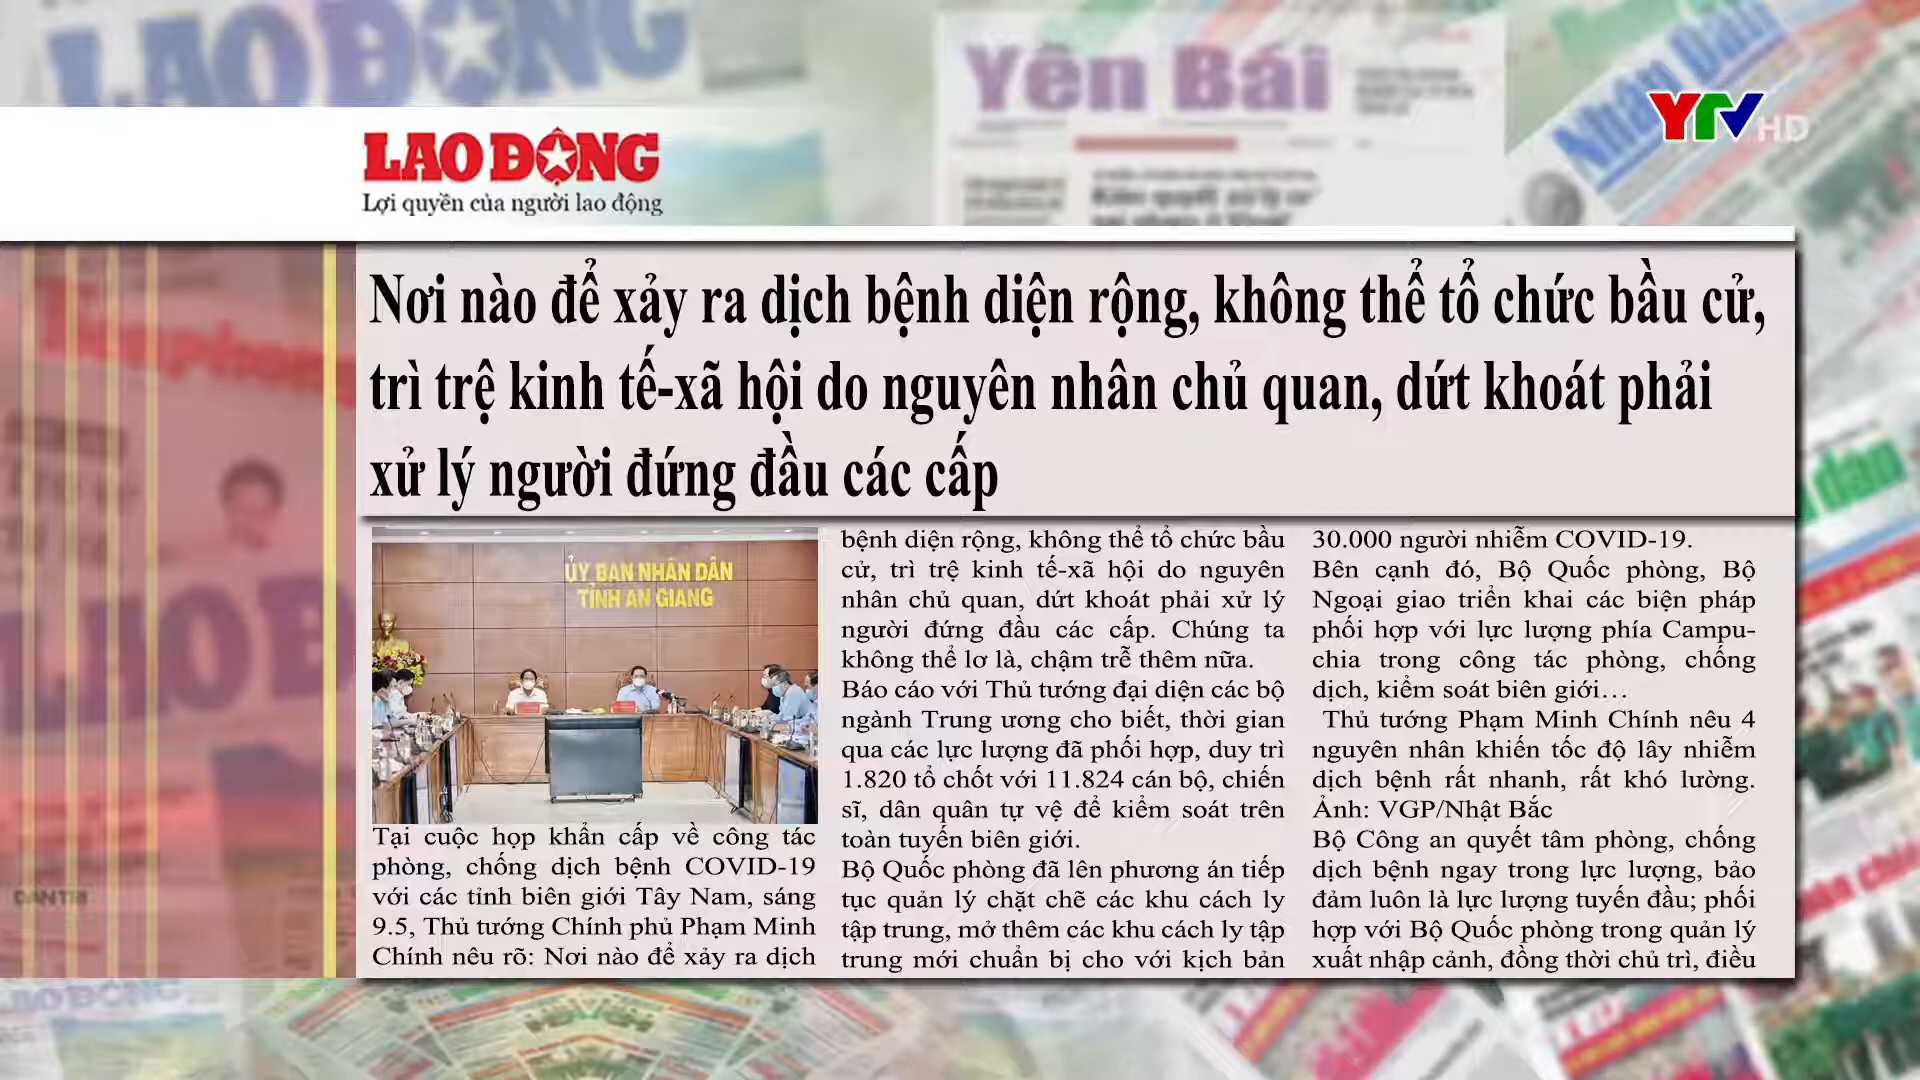 LAO ĐỘNG
Yên Bái
Nhân Dân
YTV HD
LAO ĐỘNG
Lợi quyền của người lao động
Nơi nào để xảy ra dịch bệnh diện rộng, không thể tổ chức bầu cử,
trì trệ kinh tế-xã hội do nguyên nhân chủ quan, dứt khoát phải
xử lý người đứng đầu các cấp
ỦY BAN NHÂN DÂN
TỈNH AN GIANG
Tại cuộc họp khẩn cấp về công tác
phòng, chống dịch bệnh COVID-19
với các tỉnh biên giới Tây Nam, sáng
9.5, Thủ tướng Chính phủ Phạm Minh
Chính nêu rõ: Nơi nào để xảy ra dịch
bệnh diện rộng, không thể tổ chức bầu
cử, trì trệ kinh tế-xã hội do nguyên
nhân chủ quan, dứt khoát phải xử lý
người đứng đầu các cấp. Chúng ta
không thể lơ là, chậm trễ thêm nữa.
Báo cáo với Thủ tướng đại diện các bộ
ngành Trung ương cho biết, thời gian
qua các lực lượng đã phối hợp, duy trì
1.820 tổ chốt với 11.824 cán bộ, chiến
sĩ, dân quân tự vệ để kiểm soát trên
toàn tuyến biên giới.
Bộ Quốc phòng đã lên phương án tiếp
tục quản lý chặt chẽ các khu cách ly
tập trung, mở thêm các khu cách ly tập
trung mới chuẩn bị cho với kịch bản
30.000 người nhiễm COVID-19.
Bên cạnh đó, Bộ Quốc phòng, Bộ
Ngoại giao triển khai các biện pháp
phối hợp với lực lượng phía Campu-
chia trong công tác phòng, chống
dịch, kiểm soát biên giới…
Thủ tướng Phạm Minh Chính nêu 4
nguyên nhân khiến tốc độ lây nhiễm
dịch bệnh rất nhanh, rất khó lường.
Ảnh: VGP/Nhật Bắc
Bộ Công an quyết tâm phòng, chống
dịch bệnh ngay trong lực lượng, bảo
đảm luôn là lực lượng tuyến đầu; phối
hợp với Bộ Quốc phòng trong quản lý
xuất nhập cảnh, đồng thời chủ trì, điều